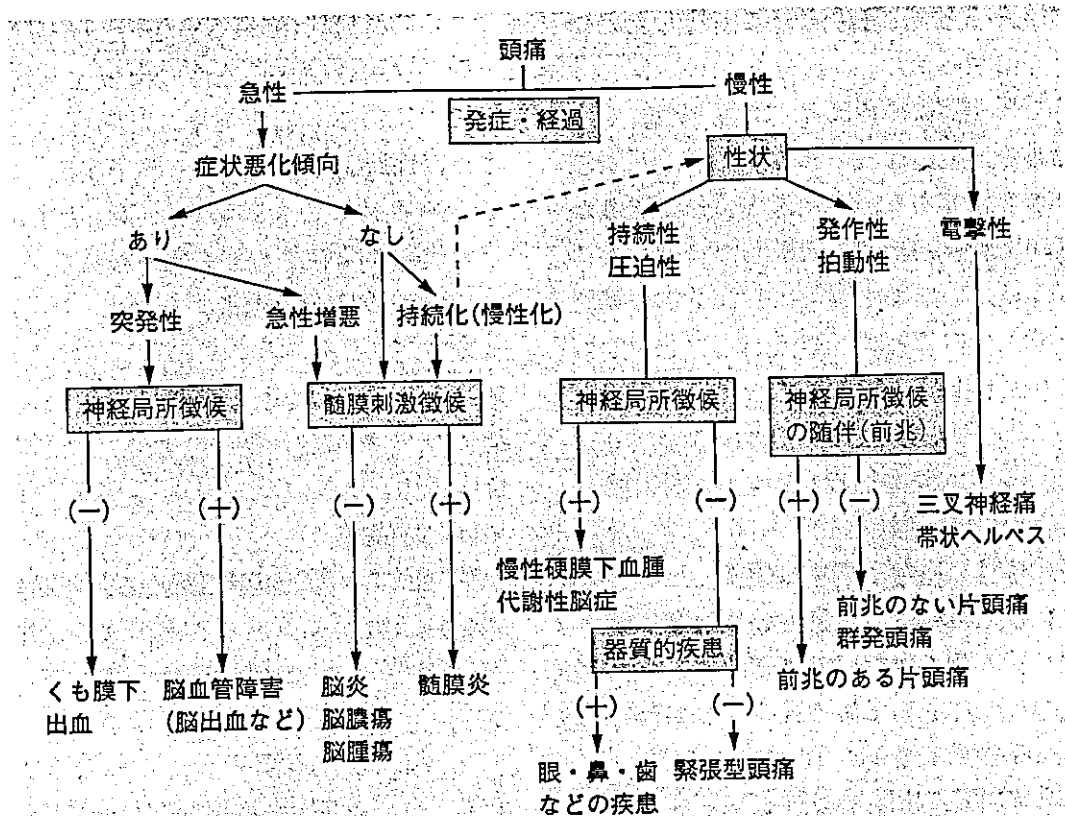 頭痛
急性
慢性
発症・経過
症状悪化傾向
性状
あり
なし
持続性
圧迫性
発作性
拍動性
電撃性
突発性
急性増悪
持続化(慢性化)
神経局所徴候
髄膜刺激徴候
神経局所徴候
神経局所徴候
の随伴(前兆)
(－)
(＋)
(－)
(＋)
(＋)
(－)
(＋)
(－)
三叉神経痛
帯状ヘルペス
慢性硬膜下血腫
代謝性脳症
前兆のない片頭痛
群発頭痛
器質的疾患
前兆のある片頭痛
くも膜下
出血
脳血管障害
(脳出血など)
脳炎
脳膿瘍
脳腫瘍
髄膜炎
(＋)
(－)
眼・鼻・歯
などの疾患
緊張型頭痛